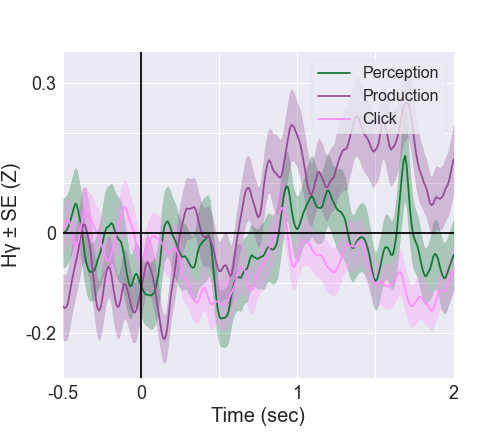 Perception
Production
Click
0.3
0
-0.2
Hγ ± SE (Z)
-0.5
0
1
2
Time (sec)